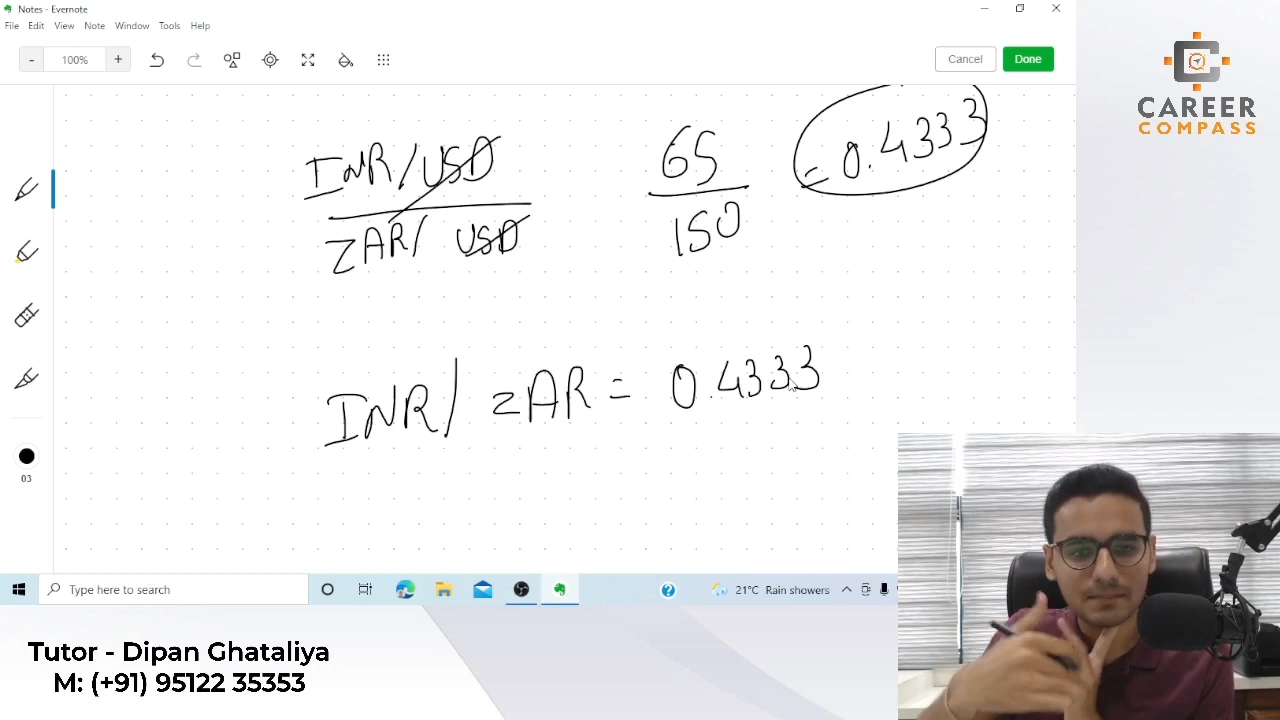 Notes - Evernote
File Edit View Note Window Tools Help
- 100% +
Cancel Done
CAREER
COMPASS
INR/USD
ZAR/ USD
65
150
= 0.4333
INR/ ZAR = 0.4333
03
Type here to search
21°C Rain showers
Tutor - Dipan Ghataliya
M: (+91) 95122 35353